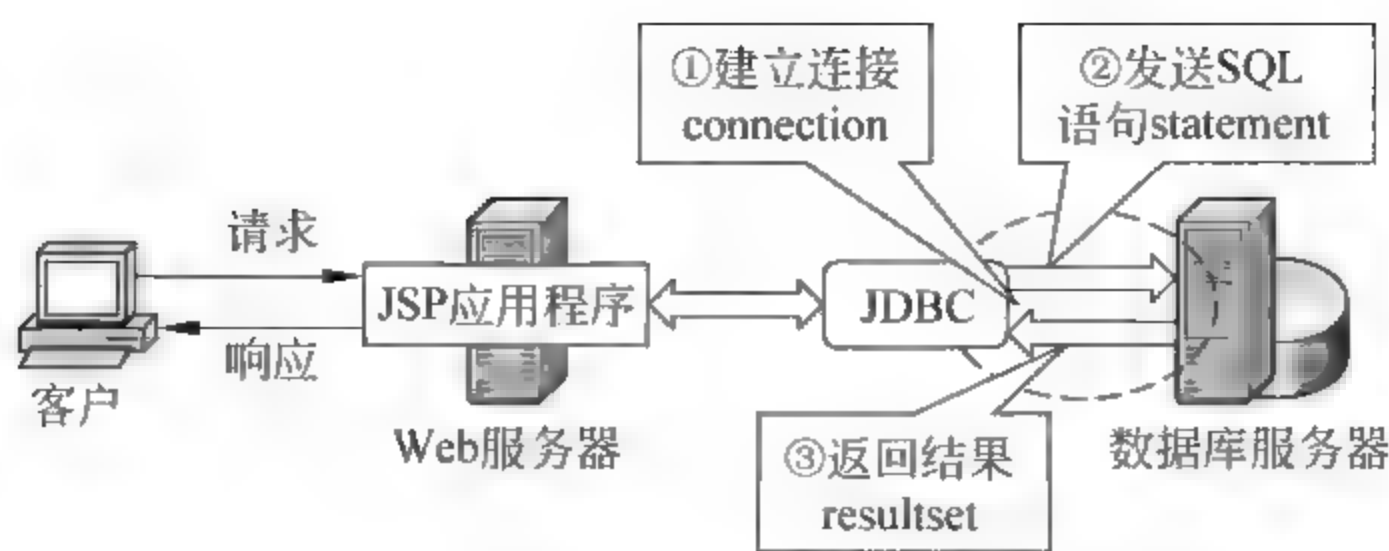 ①建立连接
connection
②发送SQL
语句statement
请求
JSP应用程序
JDBC
响应
客户
Web服务器
数据库服务器
③返回结果
resultset